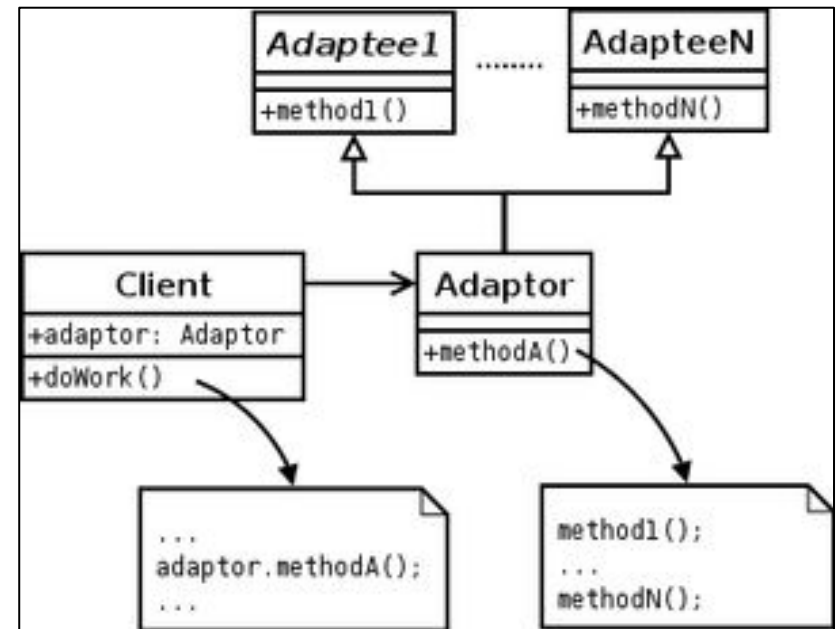 Adaptee1
........
AdapteeN
+method1()
+methodN()
Client
Adaptor
+adaptor: Adaptor
+methodA()
+doWork()
...
adaptor.methodA();
...
method1();
...
methodN();